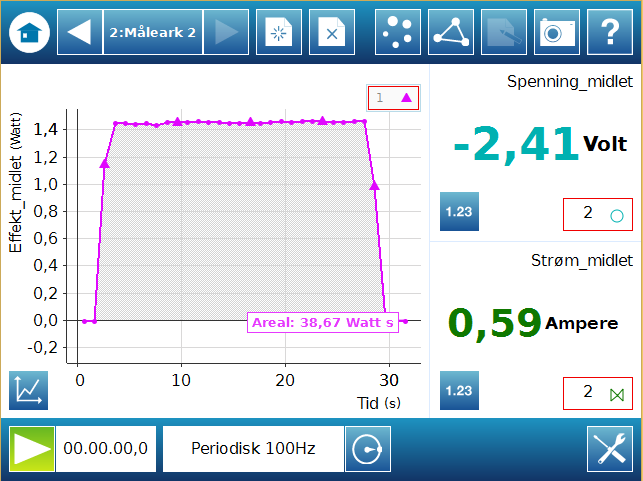 2:Måleark 2
?
1
Effekt_midlet (Watt)
1,4
1,2
1,0
0,8
0,6
0,4
0,2
0,0
-0,2
Areal: 38,67 Watt s
0 10 20 30
Tid (s)
Spenning_midlet
-2,41 Volt
1.23
2
Strøm_midlet
0,59 Ampere
1.23
2
00.00.00,0
Periodisk 100Hz